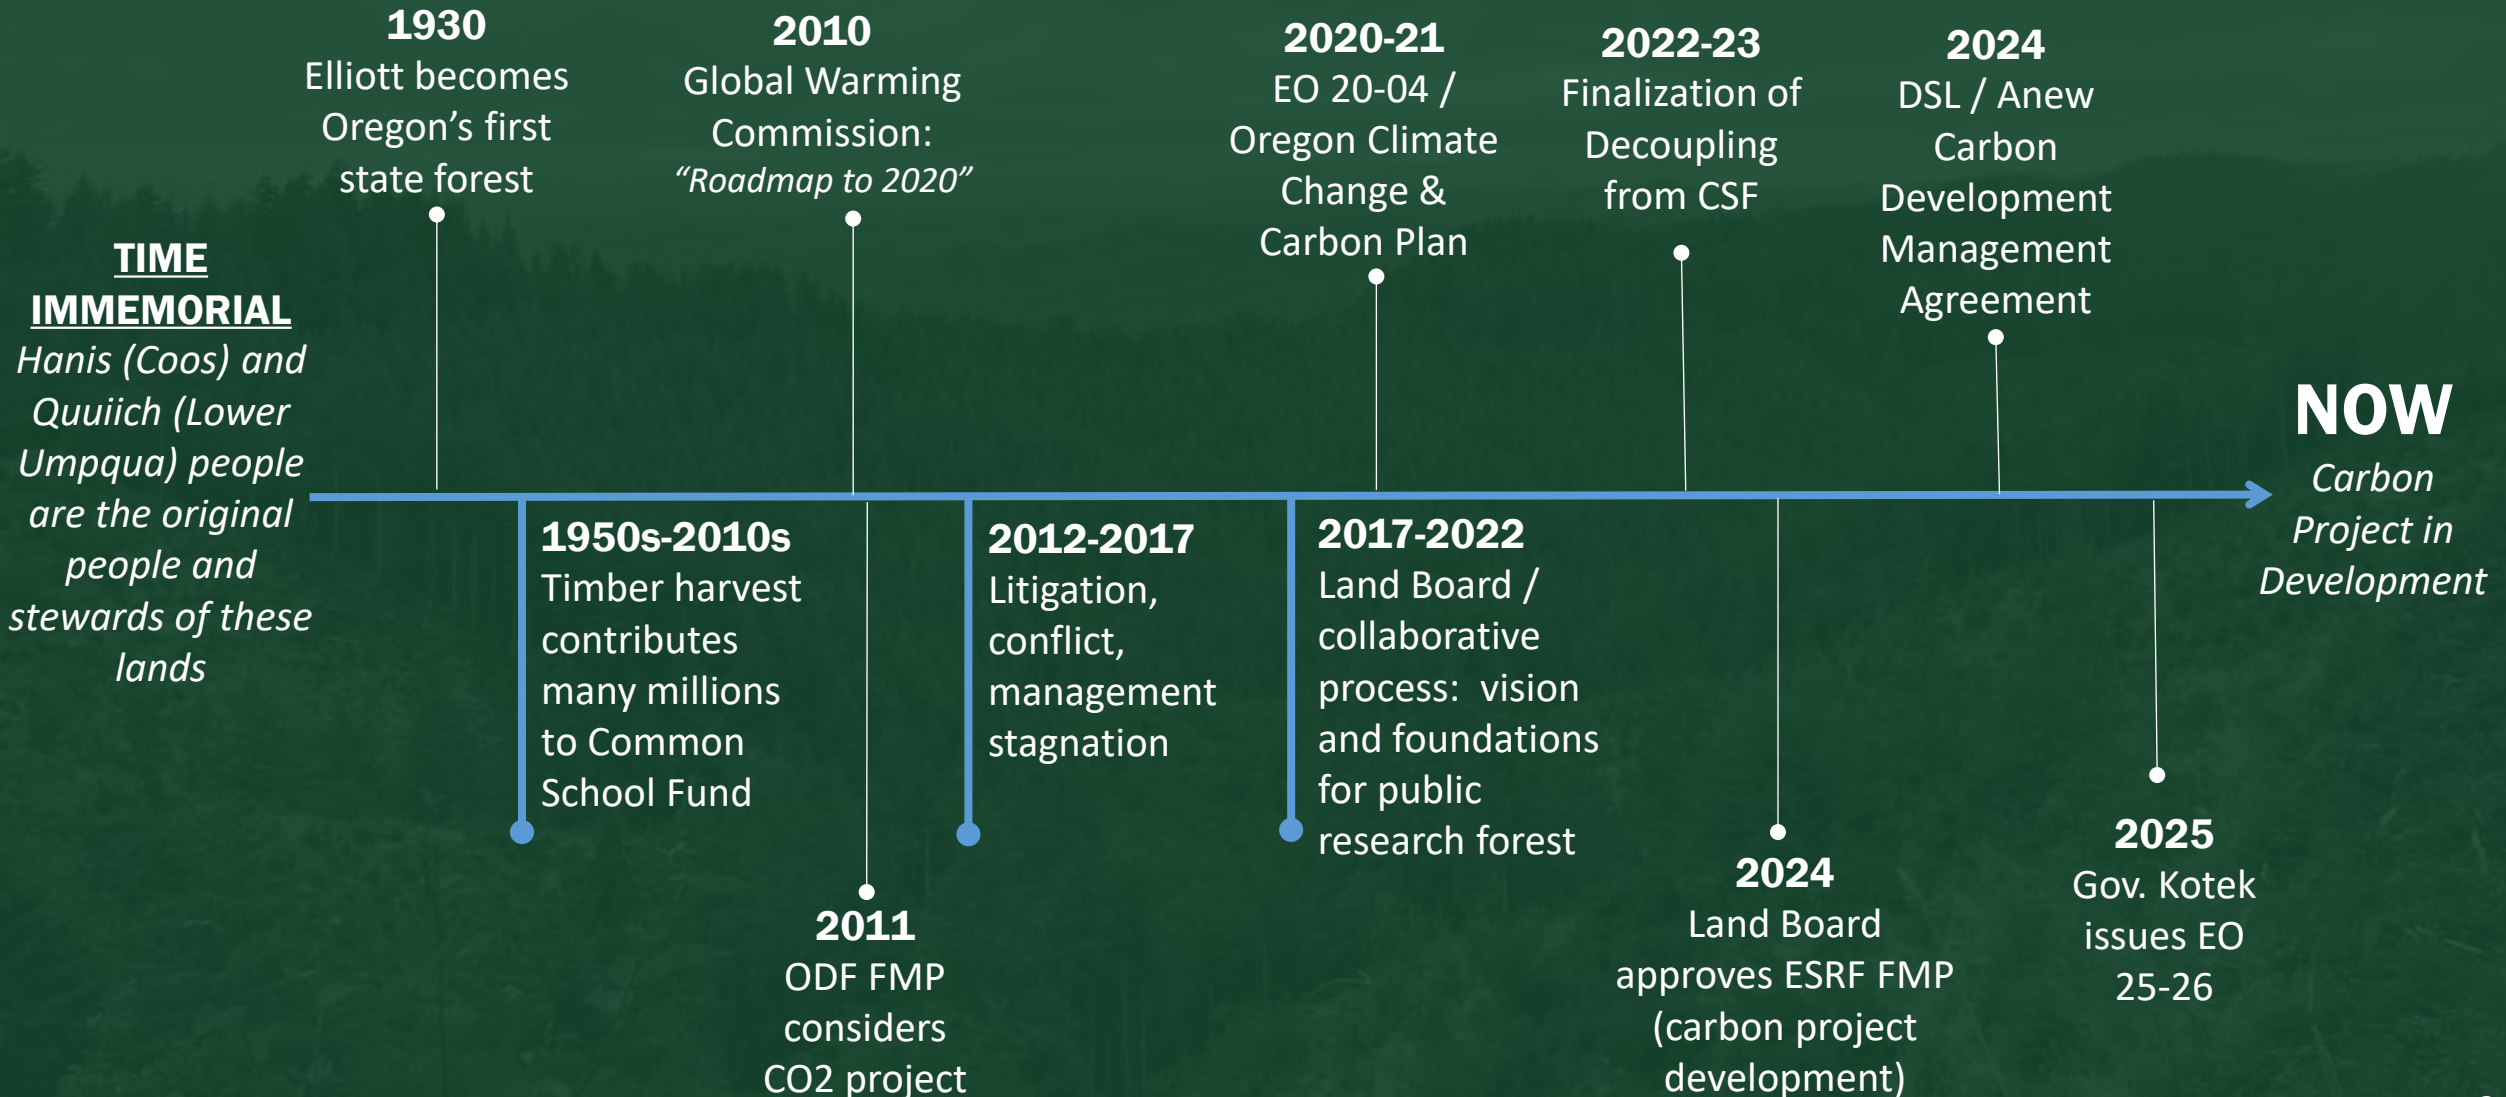 TIME
IMMEMORIAL
Hanis (Coos) and
Quuiich (Lower
Umpqua) people
are the original
people and
stewards of these
lands
1930
Elliott becomes
Oregon’s first
state forest
1950s-2010s
Timber harvest
contributes
many millions
to Common
School Fund
2010
Global Warming
Commission:
“Roadmap to 2020”
2011
ODF FMP
considers
CO2 project
2012-2017
Litigation,
conflict,
management
stagnation
2017-2022
Land Board /
collaborative
process:  vision
and foundations
for public
research forest
2020-21
EO 20-04 /
Oregon Climate
Change &
Carbon Plan
2022-23
Finalization of
Decoupling
from CSF
2024
Land Board
approves ESRF FMP
(carbon project
development)
2024
DSL / Anew
Carbon
Development
Management
Agreement
2025
Gov. Kotek
issues EO
25-26
NOW
Carbon
Project in
Development